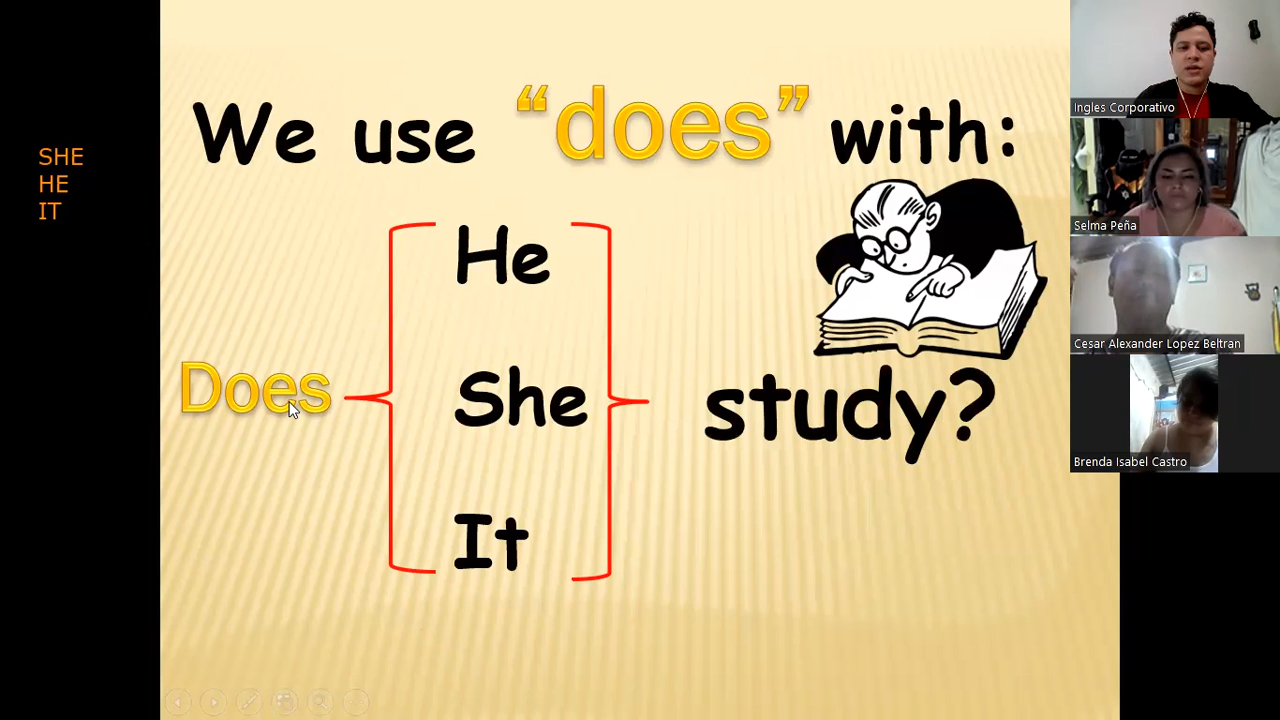 We use “does” with:
SHE
HE
IT
He
Does
She
study?
It
Ingles Corporativo
Selma Peña
Cesar Alexander Lopez Beltran
Brenda Isabel Castro